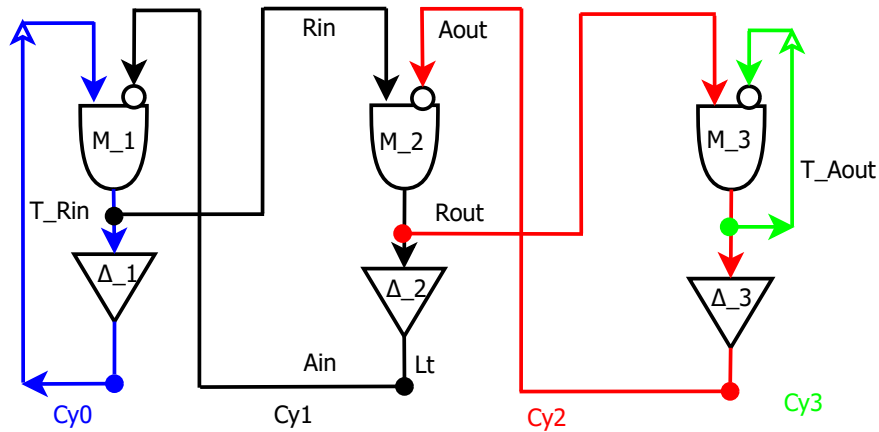 Rin
Aout
M_1
M_2
M_3
T_Aout
T_Rin
Rout
Δ_1
Δ_2
Δ_3
Ain
Lt
Cy0
Cy1
Cy2
Cy3